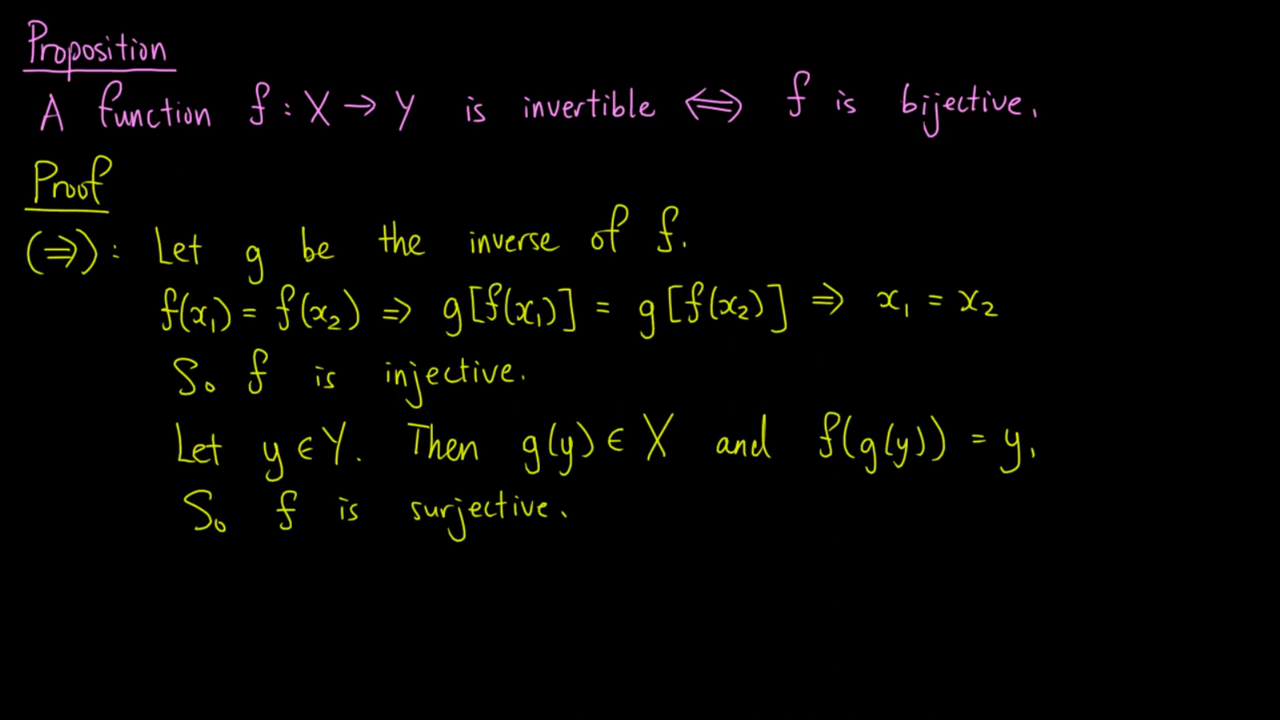 Proposition
A function f : X → Y is invertible ⟺ f is bijective.
Proof
(⇒): Let g be the inverse of f.
f(x₁) = f(x₂) ⇒ g[f(x₁)] = g[f(x₂)] ⇒ x₁ = x₂
So f is injective.
Let y ∈ Y. Then g(y) ∈ X and f(g(y)) = y.
So f is surjective.